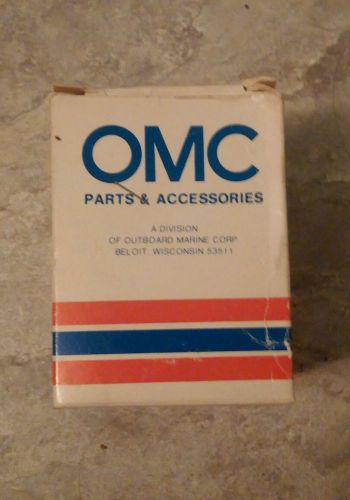 OMC
PARTS & ACCESSORIES
A DIVISION
OF OUTBOARD MARINE CORP
BELOIT, WISCONSIN 53511